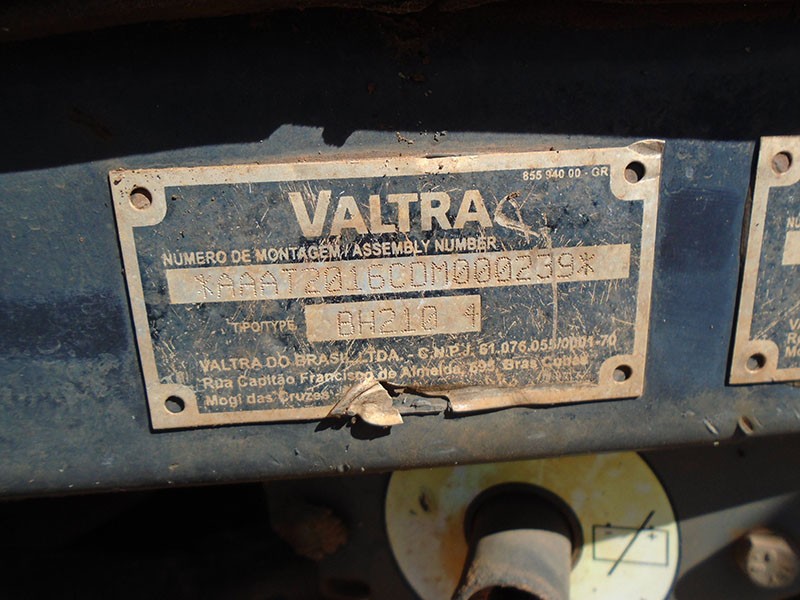 855 940 00 - GR
VALTRA
NUMERO DE MONTAGEM / ASSEMBLY NUMBER
*AAAT2016CDM000239*
TIPO/TYPE BH210 4
VALTRA DO BRASIL LTDA. - C.N.P.J. 61.076.055/0001-70
Rua Capitão Francisco de Almeida, 695, Bras Cubas
Mogi das Cruzes